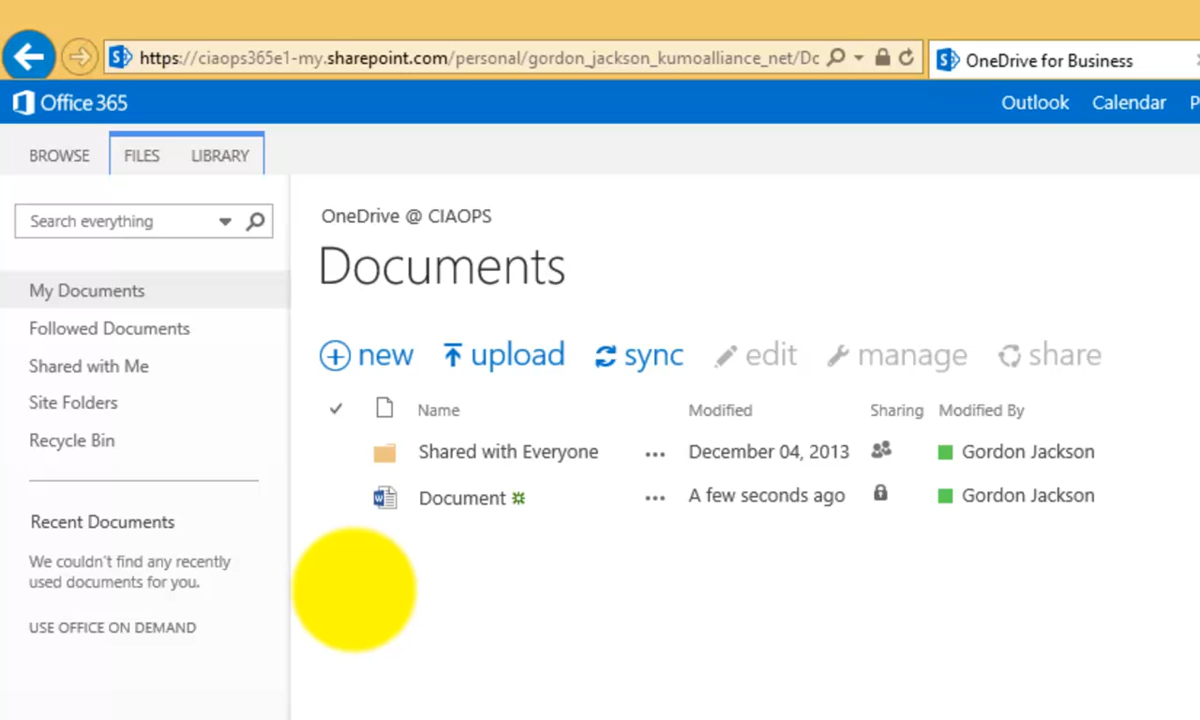 https://ciaops365e1-my.sharepoint.com/personal/gordon_jackson_kumoalliance_net/Dc
OneDrive for Business
Office 365
Outlook
Calendar
P
BROWSE
FILES
LIBRARY
Search everything
My Documents
Followed Documents
Shared with Me
Site Folders
Recycle Bin
Recent Documents
We couldn't find any recently
used documents for you.
USE OFFICE ON DEMAND
OneDrive @ CIAOPS
Documents
new upload sync edit manage share
Name Modified Sharing Modified By
Shared with Everyone ... December 04, 2013 Gordon Jackson
Document ... A few seconds ago Gordon Jackson